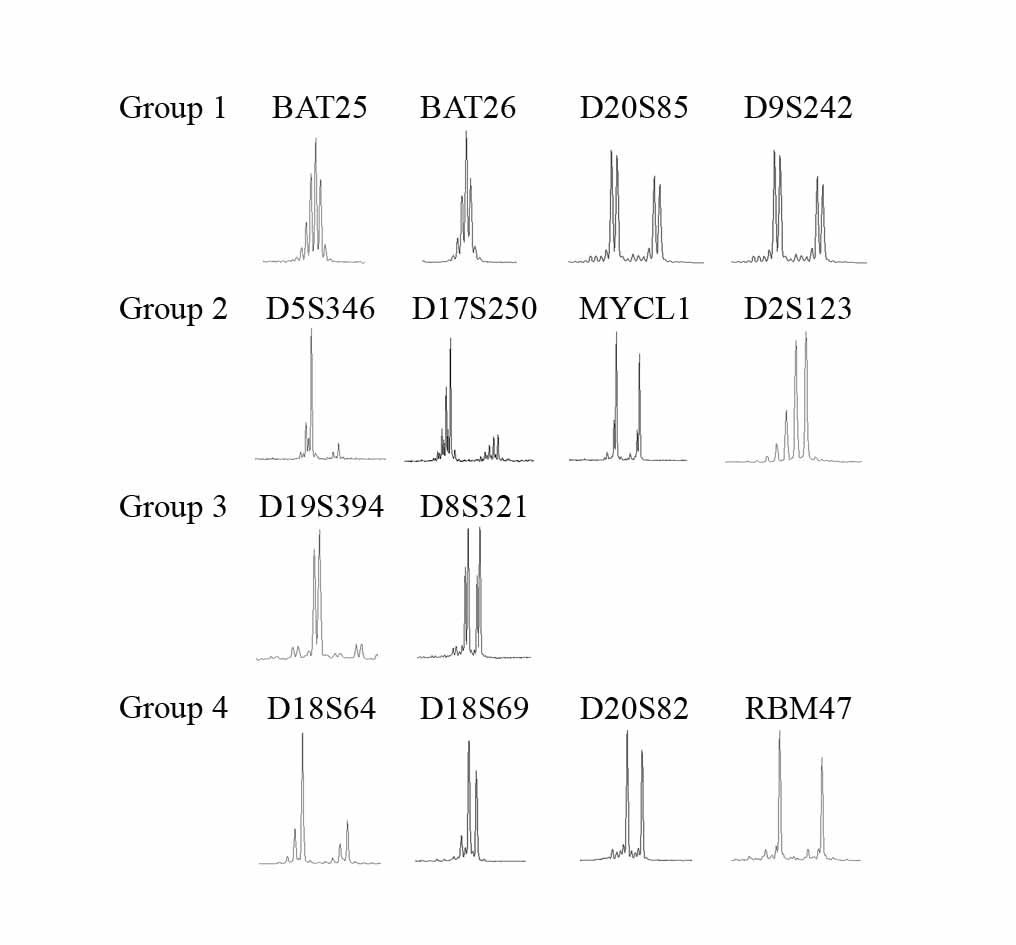 Group 1 BAT25 BAT26 D20S85 D9S242
Group 2 D5S346 D17S250 MYCL1 D2S123
Group 3 D19S394 D8S321
Group 4 D18S64 D18S69 D20S82 RBM47